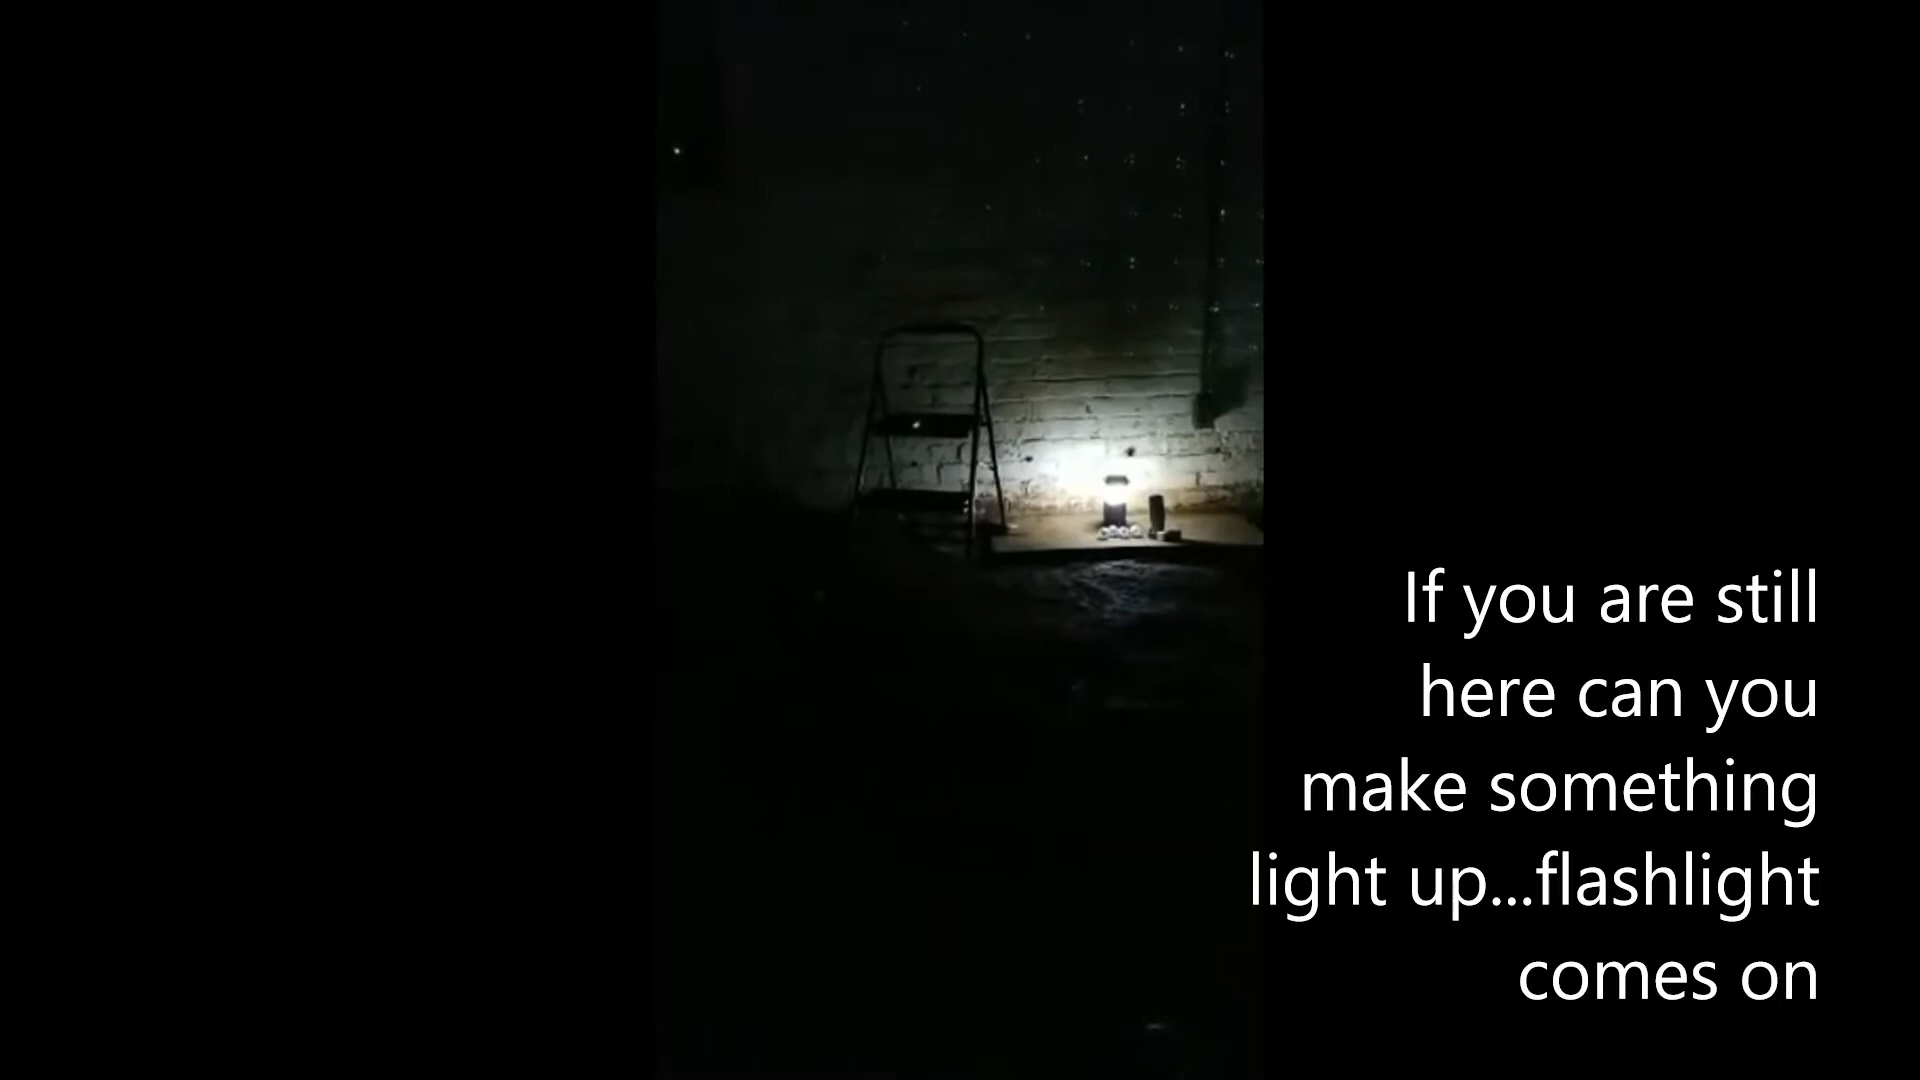 If you are still
here can you
make something
light up...flashlight
comes on